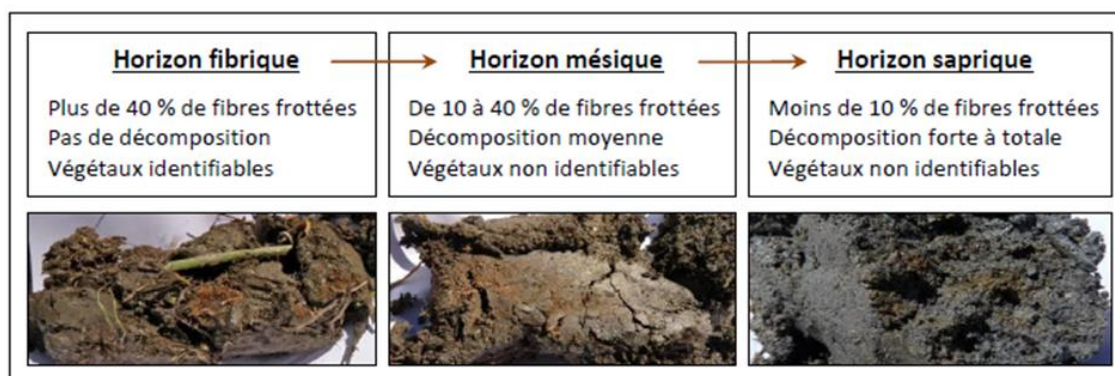 Horizon fibrique
Plus de 40 % de fibres frottées
Pas de décomposition
Végétaux identifiables
Horizon mésique
De 10 à 40 % de fibres frottées
Décomposition moyenne
Végétaux non identifiables
Horizon saprique
Moins de 10 % de fibres frottées
Décomposition forte à totale
Végétaux non identifiables